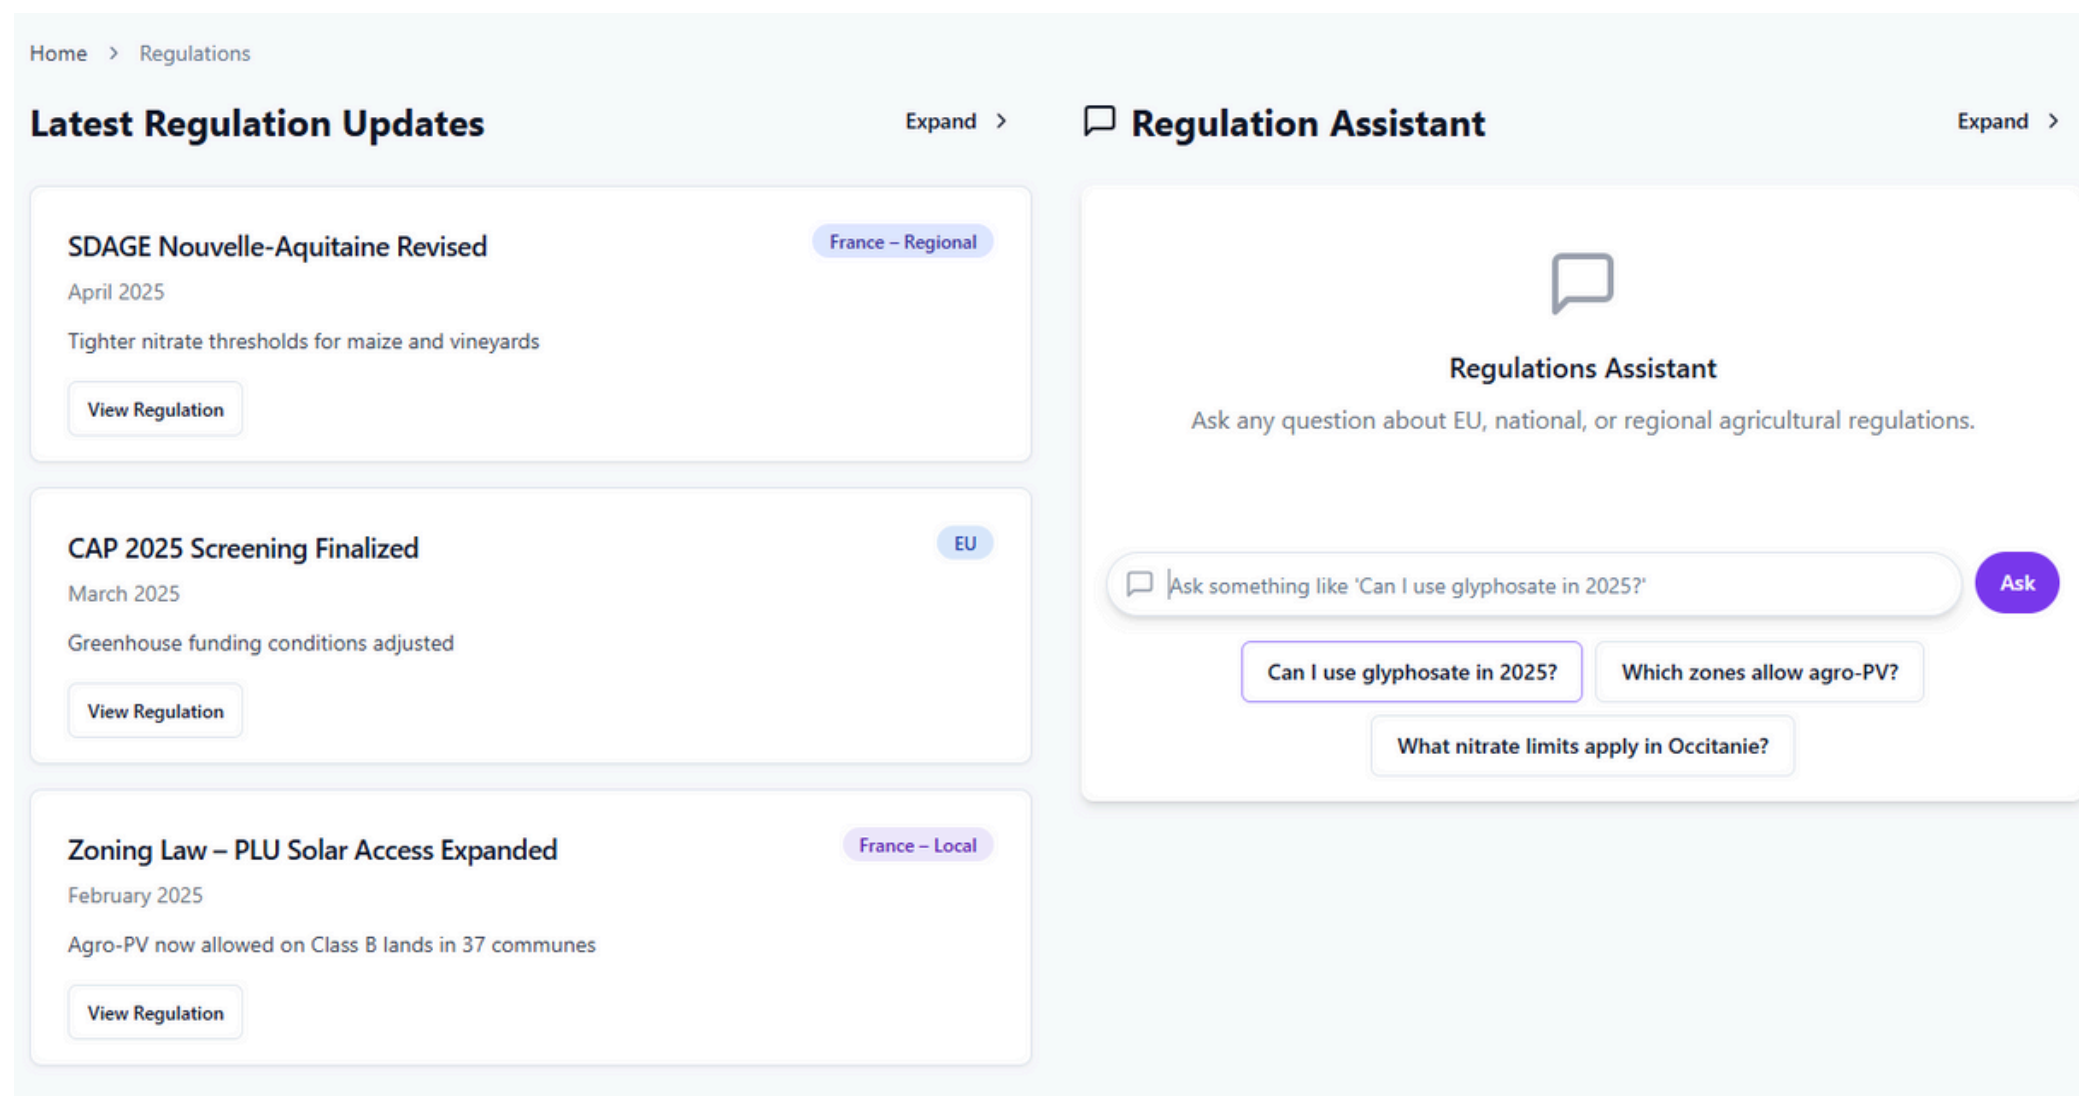 Home > Regulations
Latest Regulation Updates
Expand >
SDAGE Nouvelle-Aquitaine Revised
France – Regional
April 2025
Tighter nitrate thresholds for maize and vineyards
View Regulation
CAP 2025 Screening Finalized
EU
March 2025
Greenhouse funding conditions adjusted
View Regulation
Zoning Law – PLU Solar Access Expanded
France – Local
February 2025
Agro-PV now allowed on Class B lands in 37 communes
View Regulation
Regulation Assistant
Expand >
Regulations Assistant
Ask any question about EU, national, or regional agricultural regulations.
Ask something like 'Can I use glyphosate in 2025?'
Ask
Can I use glyphosate in 2025?
Which zones allow agro-PV?
What nitrate limits apply in Occitanie?